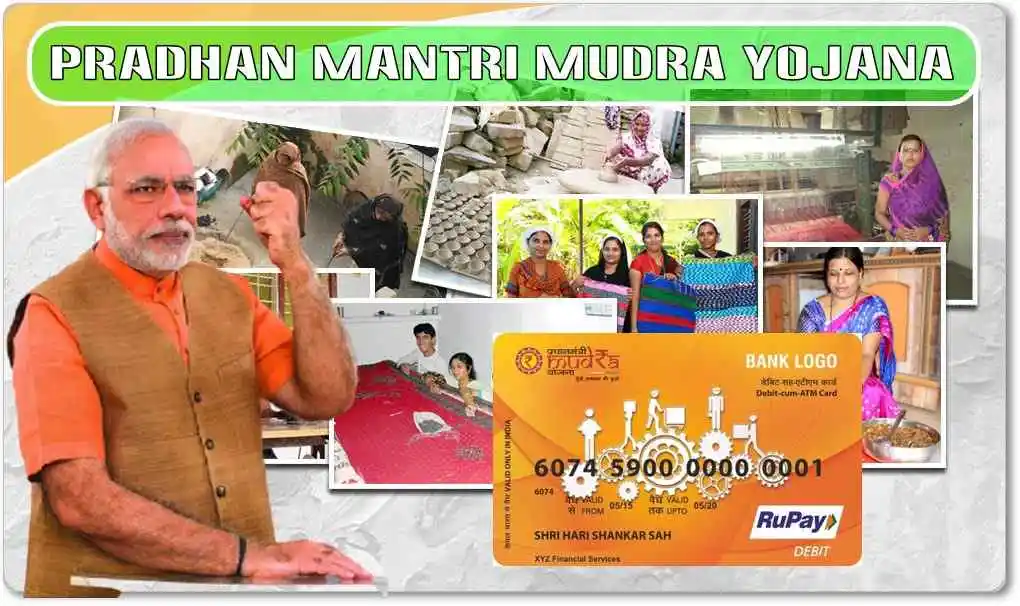 PRADHAN MANTRI MUDRA YOJANA
प्रधानमंत्री
mudRa
योजना
BANK LOGO
डेबिट-सह-एटीएम कार्ड
Debit-cum-ATM Card
VALID ONLY IN INDIA
6074 5900 0000 0001
6074
वैध VALID
से FROM
05/15
वैध VALID
तक UPTO
05/20
SHRI HARI SHANKAR SAH
XYZ Financial Services
RuPay
DEBIT